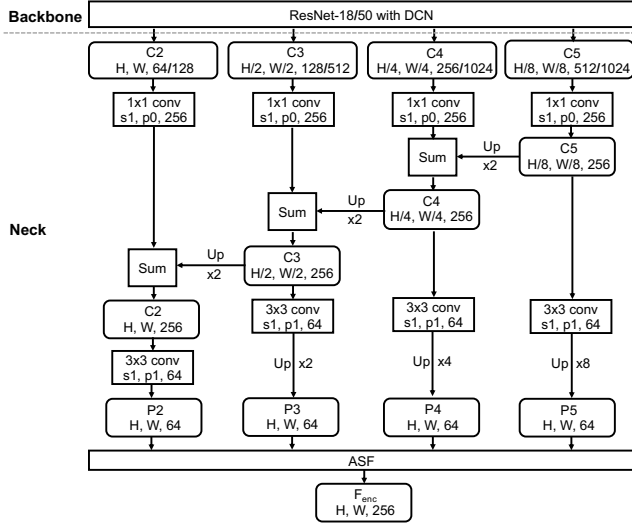 Backbone
ResNet-18/50 with DCN
C2
H, W, 64/128
C3
H/2, W/2, 128/512
C4
H/4, W/4, 256/1024
C5
H/8, W/8, 512/1024
1x1 conv
s1, p0, 256
1x1 conv
s1, p0, 256
1x1 conv
s1, p0, 256
1x1 conv
s1, p0, 256
Sum
Up
x2
C5
H/8, W/8, 256
Sum
Up
x2
C4
H/4, W/4, 256
Neck
Sum
Up
x2
C3
H/2, W/2, 256
C2
H, W, 256
3x3 conv
s1, p1, 64
3x3 conv
s1, p1, 64
3x3 conv
s1, p1, 64
3x3 conv
s1, p1, 64
Up x2
Up x4
Up x8
P2
H, W, 64
P3
H, W, 64
P4
H, W, 64
P5
H, W, 64
ASF
Fenc
H, W, 256